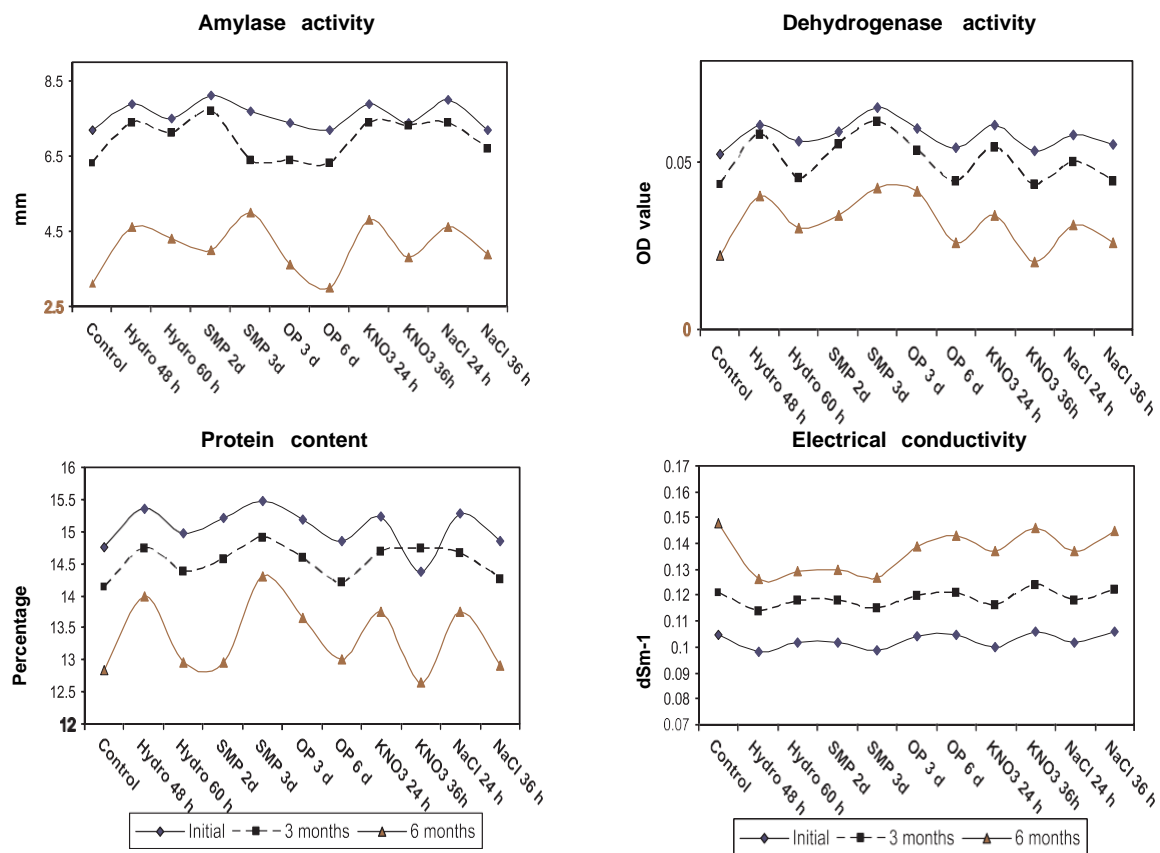 Amylase activity
mm
8.5
6.5
4.5
2.5
Control
Hydro 48 h
Hydro 60 h
SMP 2d
SMP 3d
OP 3 d
OP 6 d
KNO3 24 h
KNO3 36h
NaCl 24 h
NaCl 36 h
Dehydrogenase activity
OD value
0.05
0
Control
Hydro 48 h
Hydro 60 h
SMP 2d
SMP 3d
OP 3 d
OP 6 d
KNO3 24 h
KNO3 36h
NaCl 24 h
NaCl 36 h
Protein content
Percentage
16
15.5
15
14.5
14
13.5
13
12.5
12
Control
Hydro 48 h
Hydro 60 h
SMP 2d
SMP 3d
OP 3 d
OP 6 d
KNO3 24 h
KNO3 36h
NaCl 24 h
NaCl 36 h
Initial 3 months 6 months
Electrical conductivity
dSm-1
0.17
0.16
0.15
0.14
0.13
0.12
0.11
0.1
0.09
0.08
0.07
Control
Hydro 48 h
Hydro 60 h
SMP 2d
SMP 3d
OP 3 d
OP 6 d
KNO3 24 h
KNO3 36h
NaCl 24 h
NaCl 36 h
Initial 3 months 6 months